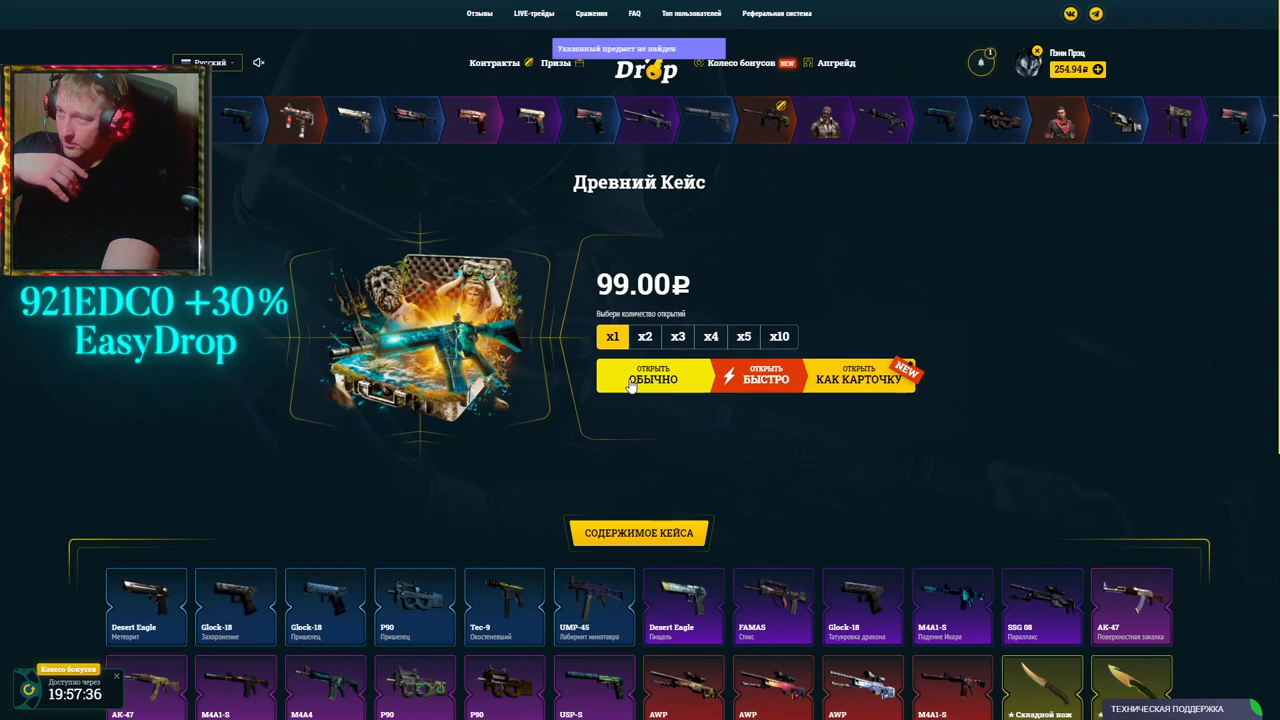 Отзывы LIVE-трейды Сражения FAQ Топ пользователей Реферальная система
Указанный предмет не найден
Русский
Контракты Призы
Drop
Колесо бонусов NEW Апгрейд
1
Пэни Прэц
254.94₽
Древний Кейс
921EDC0 +30%
EasyDrop
99.00₽
Выбери количество открытий
x1 x2 x3 x4 x5 x10
ОТКРЫТЬ
ОБЫЧНО
ОТКРЫТЬ
БЫСТРО
ОТКРЫТЬ
КАК КАРТОЧКУ
NEW
СОДЕРЖИМОЕ КЕЙСА
Desert Eagle
Метеорит
Glock-18
Захоронение
Glock-18
Пришелец
P90
Пришелец
Tec-9
Окостеневший
UMP-45
Лабиринт минотавра
Desert Eagle
Пищаль
FAMAS
Стикс
Glock-18
Татуировка дракона
M4A1-S
Падение Икара
SSG 08
Параллакс
AK-47
Поверхностная закалка
Колесо бонусов
Доступно через
19:57:36
AK-47 M4A1-S M4A4 P90 P90 USP-S AWP AWP AWP M4A1-S ★ Складной нож
ТЕХНИЧЕСКАЯ ПОДДЕРЖКА